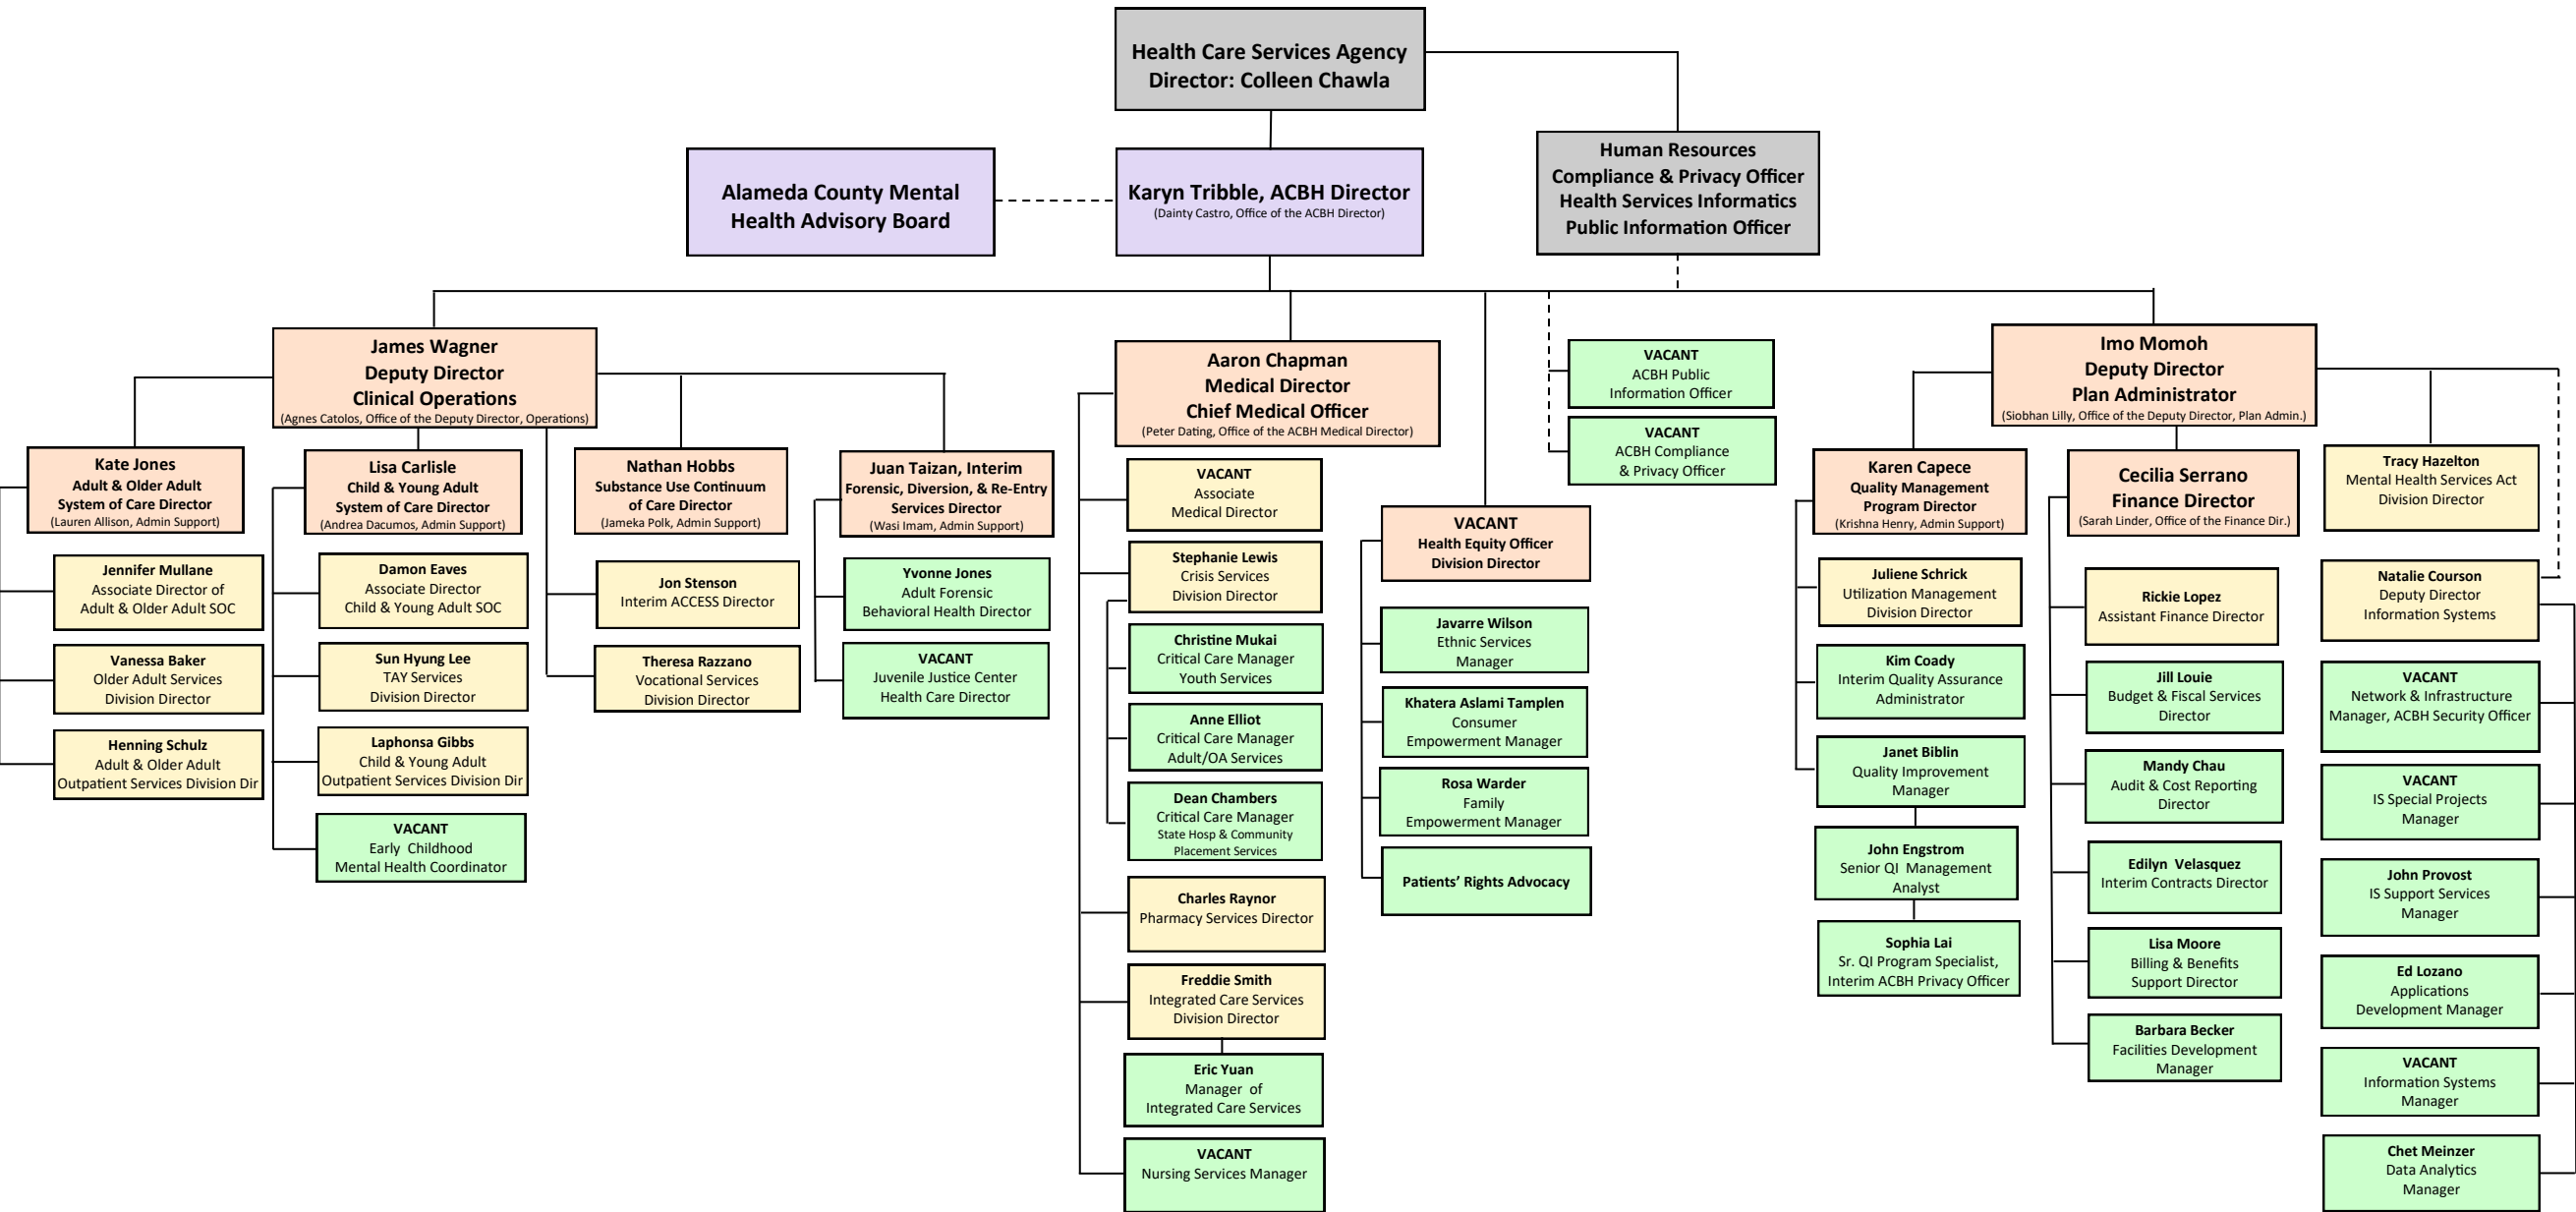 Health Care Services Agency
Director: Colleen Chawla
Alameda County Mental
Health Advisory Board
Karyn Tribble, ACBH Director
(Dainty Castro, Office of the ACBH Director)
Human Resources
Compliance & Privacy Officer
Health Services Informatics
Public Information Officer
James Wagner
Deputy Director
Clinical Operations
(Agnes Catolos, Office of the Deputy Director, Operations)
Kate Jones
Adult & Older Adult
System of Care Director
(Lauren Allison, Admin Support)
Jennifer Mullane
Associate Director of
Adult & Older Adult SOC
Vanessa Baker
Older Adult Services
Division Director
Henning Schulz
Adult & Older Adult
Outpatient Services Division Dir
Lisa Carlisle
Child & Young Adult
System of Care Director
(Andrea Dacumos, Admin Support)
Damon Eaves
Associate Director
Child & Young Adult SOC
Sun Hyung Lee
TAY Services
Division Director
Laphonsa Gibbs
Child & Young Adult
Outpatient Services Division Dir
VACANT
Early Childhood
Mental Health Coordinator
Nathan Hobbs
Substance Use Continuum
of Care Director
(Jameka Polk, Admin Support)
Jon Stenson
Interim ACCESS Director
Theresa Razzano
Vocational Services
Division Director
Juan Taizan, Interim
Forensic, Diversion, & Re-Entry
Services Director
(Wasi Imam, Admin Support)
Yvonne Jones
Adult Forensic
Behavioral Health Director
VACANT
Juvenile Justice Center
Health Care Director
Aaron Chapman
Medical Director
Chief Medical Officer
(Peter Dating, Office of the ACBH Medical Director)
VACANT
Associate
Medical Director
Stephanie Lewis
Crisis Services
Division Director
Christine Mukai
Critical Care Manager
Youth Services
Anne Elliot
Critical Care Manager
Adult/OA Services
Dean Chambers
Critical Care Manager
State Hosp & Community
Placement Services
Charles Raynor
Pharmacy Services Director
Freddie Smith
Integrated Care Services
Division Director
Eric Yuan
Manager of
Integrated Care Services
VACANT
Nursing Services Manager
VACANT
Health Equity Officer
Division Director
Javarre Wilson
Ethnic Services
Manager
Khatera Aslami Tamplen
Consumer
Empowerment Manager
Rosa Warder
Family
Empowerment Manager
Patients’ Rights Advocacy
VACANT
ACBH Public
Information Officer
VACANT
ACBH Compliance
& Privacy Officer
Imo Momoh
Deputy Director
Plan Administrator
(Siobhan Lilly, Office of the Deputy Director, Plan Admin.)
Karen Capece
Quality Management
Program Director
(Krishna Henry, Admin Support)
Juliene Schrick
Utilization Management
Division Director
Kim Coady
Interim Quality Assurance
Administrator
Janet Biblin
Quality Improvement
Manager
John Engstrom
Senior QI Management
Analyst
Sophia Lai
Sr. QI Program Specialist,
Interim ACBH Privacy Officer
Cecilia Serrano
Finance Director
(Sarah Linder, Office of the Finance Dir.)
Rickie Lopez
Assistant Finance Director
Jill Louie
Budget & Fiscal Services
Director
Mandy Chau
Audit & Cost Reporting
Director
Edilyn Velasquez
Interim Contracts Director
Lisa Moore
Billing & Benefits
Support Director
Barbara Becker
Facilities Development
Manager
Tracy Hazelton
Mental Health Services Act
Division Director
Natalie Courson
Deputy Director
Information Systems
VACANT
Network & Infrastructure
Manager, ACBH Security Officer
VACANT
IS Special Projects
Manager
John Provost
IS Support Services
Manager
Ed Lozano
Applications
Development Manager
VACANT
Information Systems
Manager
Chet Meinzer
Data Analytics
Manager